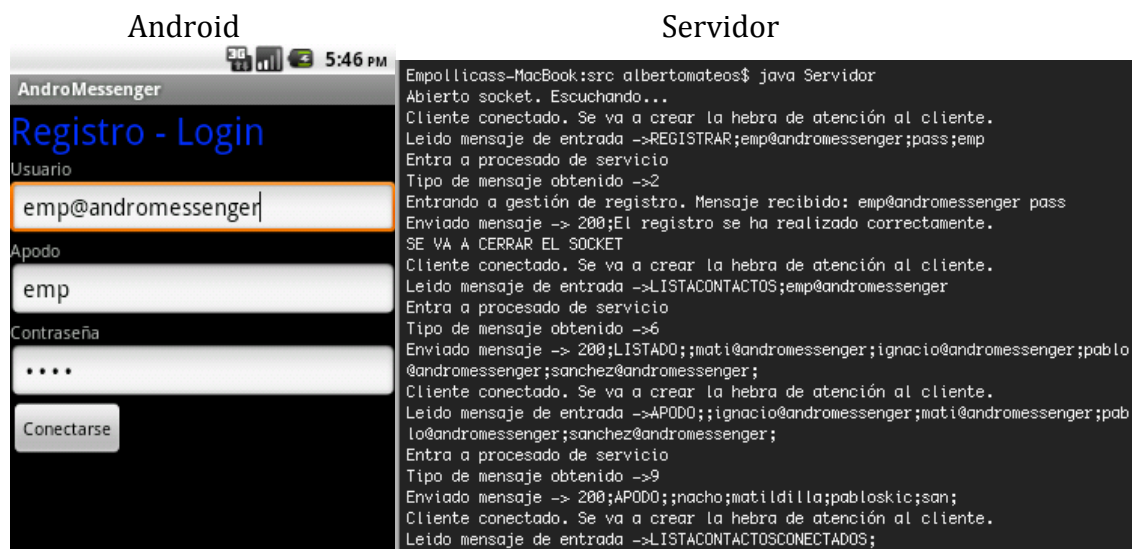 Android
Servidor
3G 5:46 PM
AndroMessenger
Registro - Login
Usuario
emp@andromessenger
Apodo
emp
Contraseña
••••
Conectarse
Empollicass-MacBook:src albertomateos$ java Servidor
Abierto socket. Escuchando...
Cliente conectado. Se va a crear la hebra de atención al cliente.
Leido mensaje de entrada ->REGISTRAR;emp@andromessenger;pass;emp
Entra a procesado de servicio
Tipo de mensaje obtenido ->2
Entrando a gestión de registro. Mensaje recibido: emp@andromessenger pass
Enviado mensaje -> 200;El registro se ha realizado correctamente.
SE VA A CERRAR EL SOCKET
Cliente conectado. Se va a crear la hebra de atención al cliente.
Leido mensaje de entrada ->LISTACONTACTOS;emp@andromessenger
Entra a procesado de servicio
Tipo de mensaje obtenido ->6
Enviado mensaje -> 200;LISTADO;;mati@andromessenger;ignacio@andromessenger;pablo
@andromessenger;sanchez@andromessenger;
Cliente conectado. Se va a crear la hebra de atención al cliente.
Leido mensaje de entrada ->APODO;;ignacio@andromessenger;mati@andromessenger;pab
lo@andromessenger;sanchez@andromessenger;
Entra a procesado de servicio
Tipo de mensaje obtenido ->9
Enviado mensaje -> 200;APODO;;nacho;matildilla;pabloskic;san;
Cliente conectado. Se va a crear la hebra de atención al cliente.
Leido mensaje de entrada ->LISTACONTACTOSCONECTADOS;